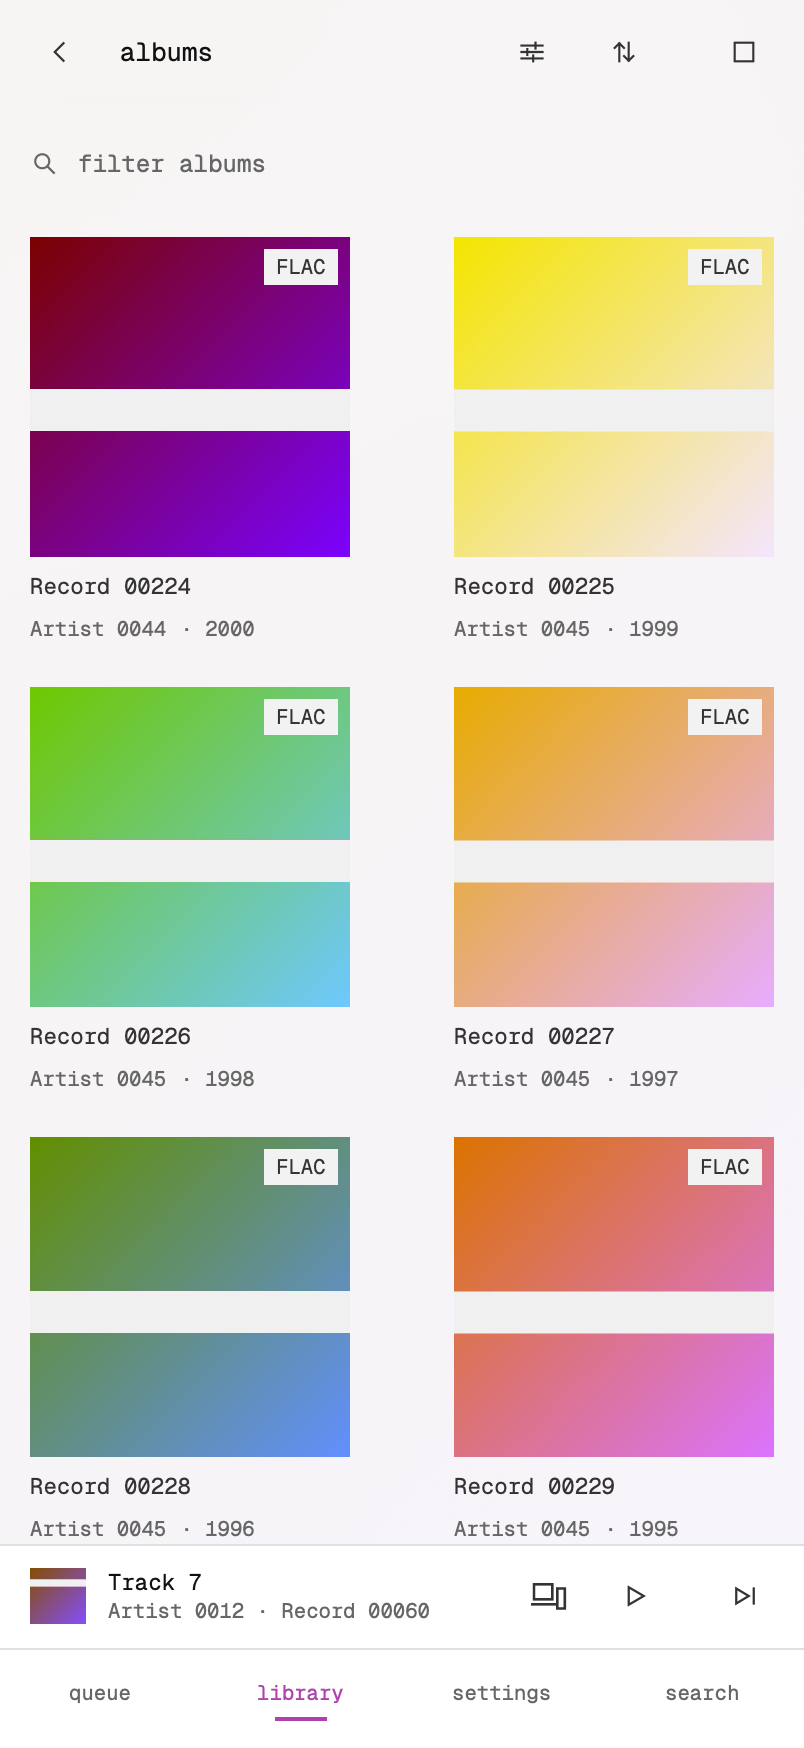 albums
filter albums
FLAC
FLAC
Record 00224
Record 00225
Artist 0044 · 2000
Artist 0045 · 1999
FLAC
FLAC
Record 00226
Record 00227
Artist 0045 · 1998
Artist 0045 · 1997
FLAC
FLAC
Record 00228
Record 00229
Artist 0045 · 1996
Artist 0045 · 1995
Track 7
Artist 0012 · Record 00060
queue
library
settings
search